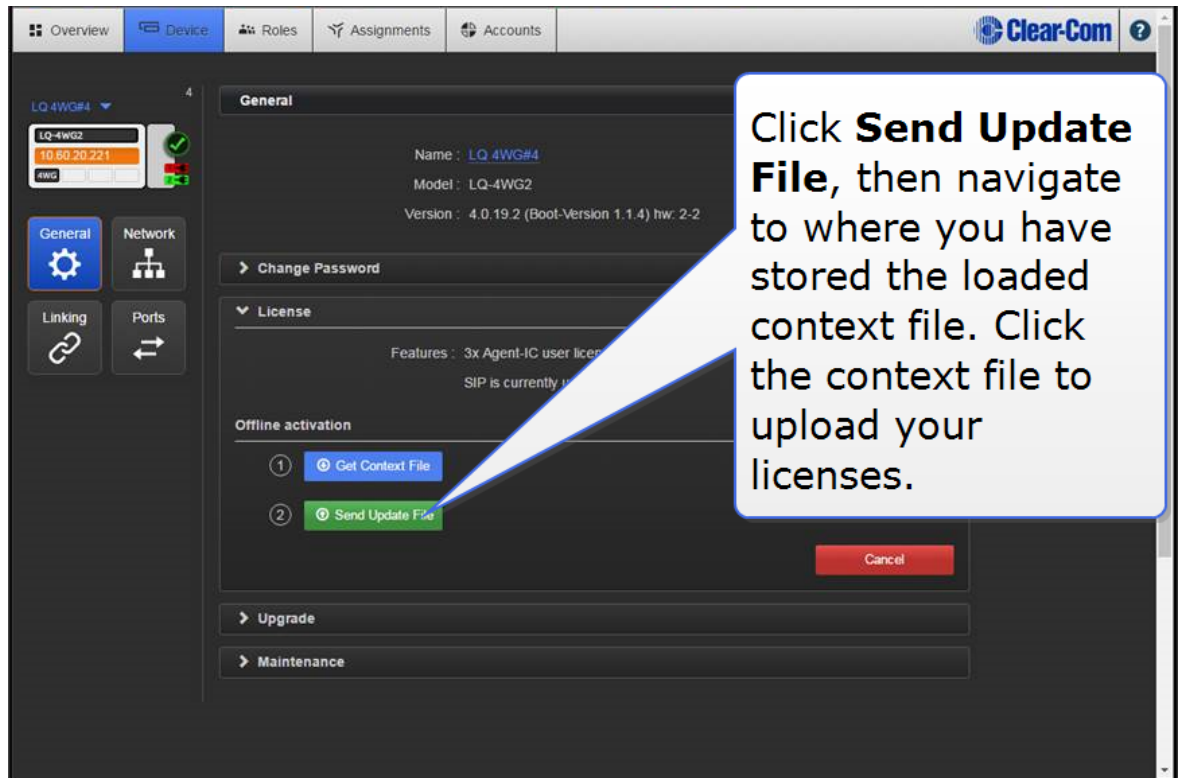 Overview Device Roles Assignments Accounts Clear-Com ?
LQ 4WG#4 4
LQ-4WG2
10.60.20.221
4WG
General Network
Linking Ports
General
Name : LQ 4WG#4
Model : LQ-4WG2
Version : 4.0.19.2 (Boot-Version 1.1.4) hw: 2-2
Change Password
License
Features : 3x Agent-IC user
SIP is currently
Offline activation
1 Get Context File
2 Send Update File
Cancel
Upgrade
Maintenance
Click Send Update
File, then navigate
to where you have
stored the loaded
context file. Click
the context file to
upload your
licenses.